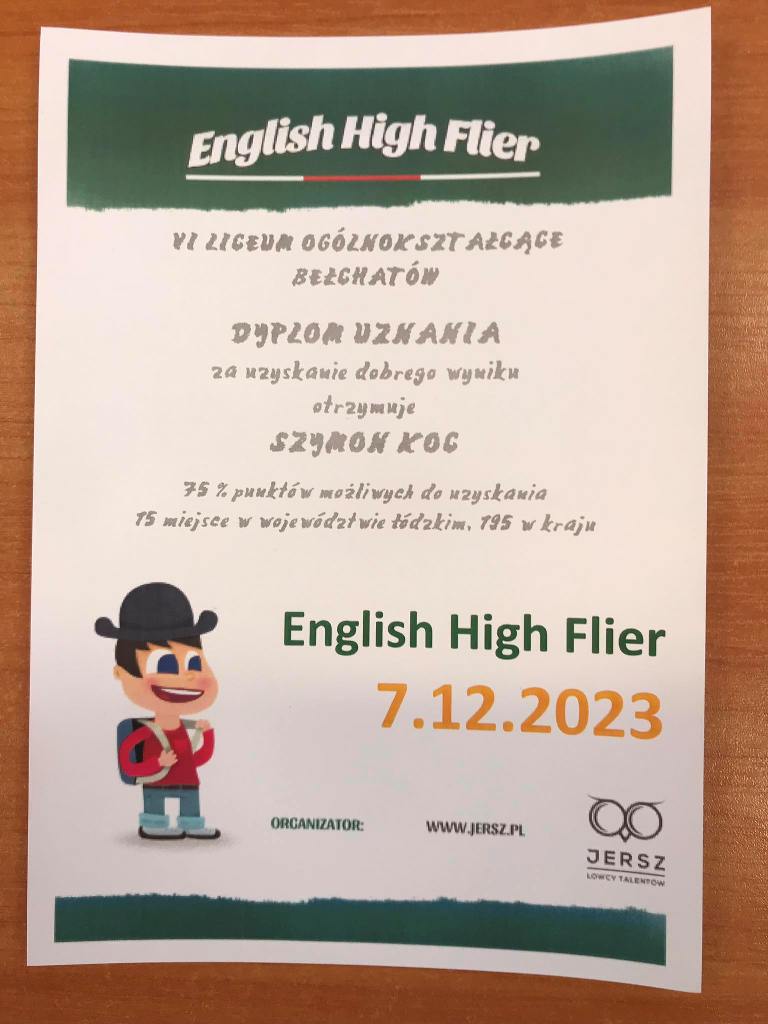 English High Flier
VI LICEUM OGÓLNOKSZTAŁCĄCE
BEŁCHATÓW
DYPLOM UZNANIA
za uzyskanie dobrego wyniku
otrzymuje
SZYMON KOC
75 % punktów możliwych do uzyskania
15 miejsce w województwie łódzkim, 195 w kraju
English High Flier
7.12.2023
ORGANIZATOR: WWW.JERSZ.PL
JERSZ
ŁOWCY TALENTÓW